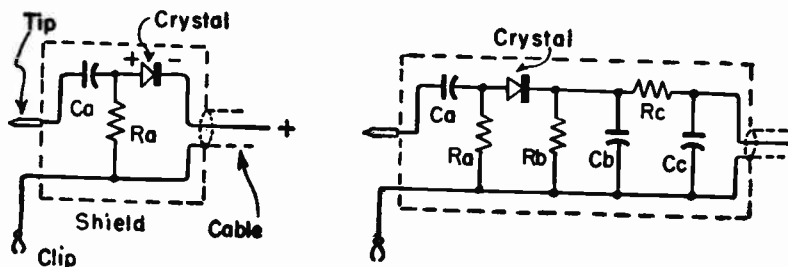 Tip
Crystal
+ -
Ca
Ra
+
Shield
Cable
Clip
Crystal
Ca
Ra
Rb
Cb
Rc
Cc